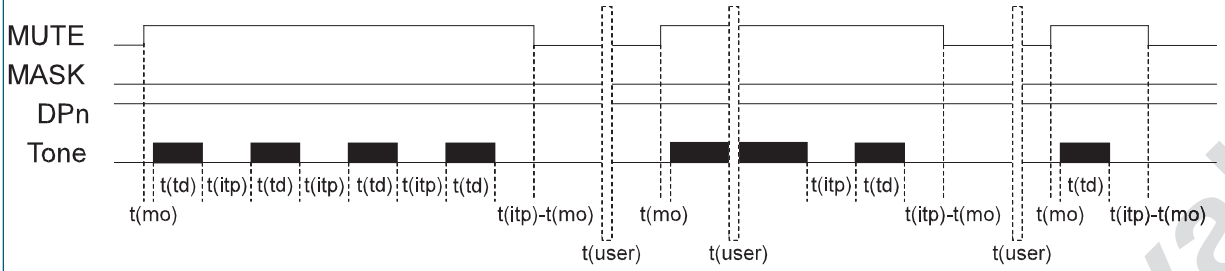 MUTE
MASK
DPn
Tone
t(td) t(itp) t(td) t(itp) t(td) t(itp) t(td) t(itp) t(td) t(td)
t(mo) t(itp)-t(mo) t(mo) t(itp)-t(mo) t(mo) t(itp)-t(mo)
t(user) t(user) t(user)